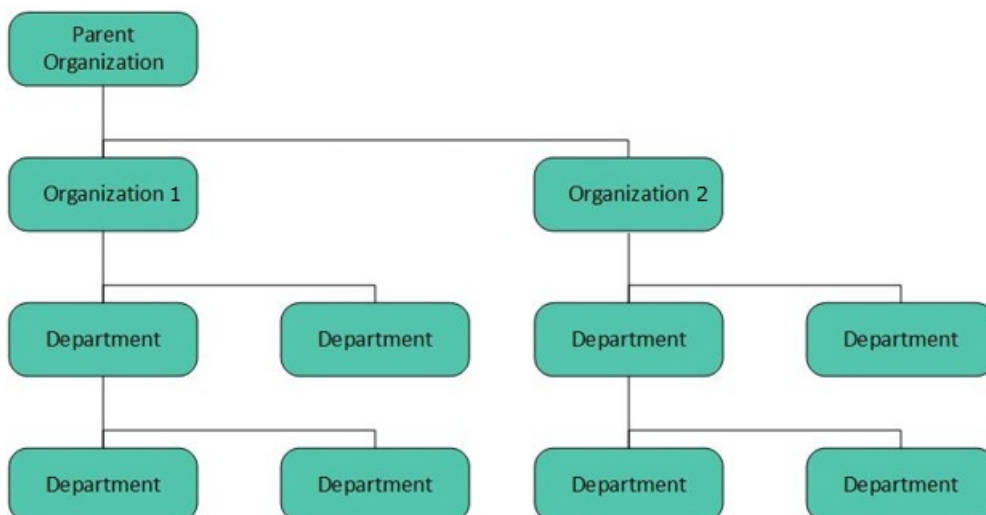 Parent
Organization
Organization 1
Organization 2
Department
Department
Department
Department
Department
Department
Department
Department